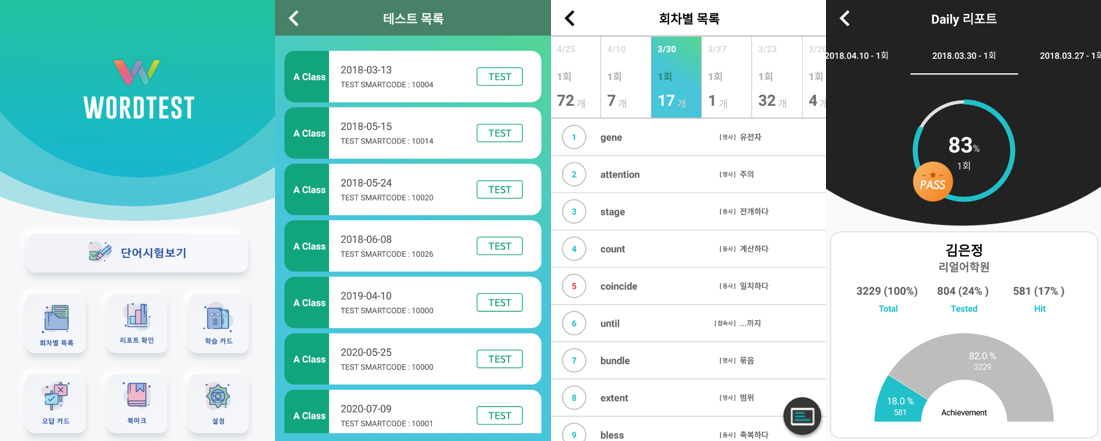 WORDTEST
단어시험보기
회차별 목록
리포트 확인
학습 카드
오답 카드
북마크
설정
테스트 목록
A Class
2018-03-13
TEST SMARTCODE : 10004
TEST
A Class
2018-05-15
TEST SMARTCODE : 10014
TEST
A Class
2018-05-24
TEST SMARTCODE : 10020
TEST
A Class
2018-06-08
TEST SMARTCODE : 10026
TEST
A Class
2019-04-10
TEST SMARTCODE : 10000
TEST
A Class
2020-05-25
TEST SMARTCODE : 10000
TEST
A Class
2020-07-09
TEST SMARTCODE : 10001
TEST
회차별 목록
4/25 4/10 3/30 3/27 3/23 3/20
1회 1회 1회 1회 1회 1회
72 개 7 개 17 개 1 개 32 개 4 개
1 gene [명사] 유전자
2 attention [명사] 주의
3 stage [동사] 전개하다
4 count [동사] 계산하다
5 coincide [동사] 일치하다
6 until [접속사] ...까지
7 bundle [명사] 묶음
8 extent [명사] 범위
9 bless [동사] 축복하다
Daily 리포트
2018.04.10 - 1회 2018.03.30 - 1회 2018.03.27 - 1회
83%
1회
PASS
김은정
리얼어학원
3229 (100%) 804 (24% ) 581 (17% )
Total Tested Hit
82.0 %
3229
18.0 %
581
Achievement